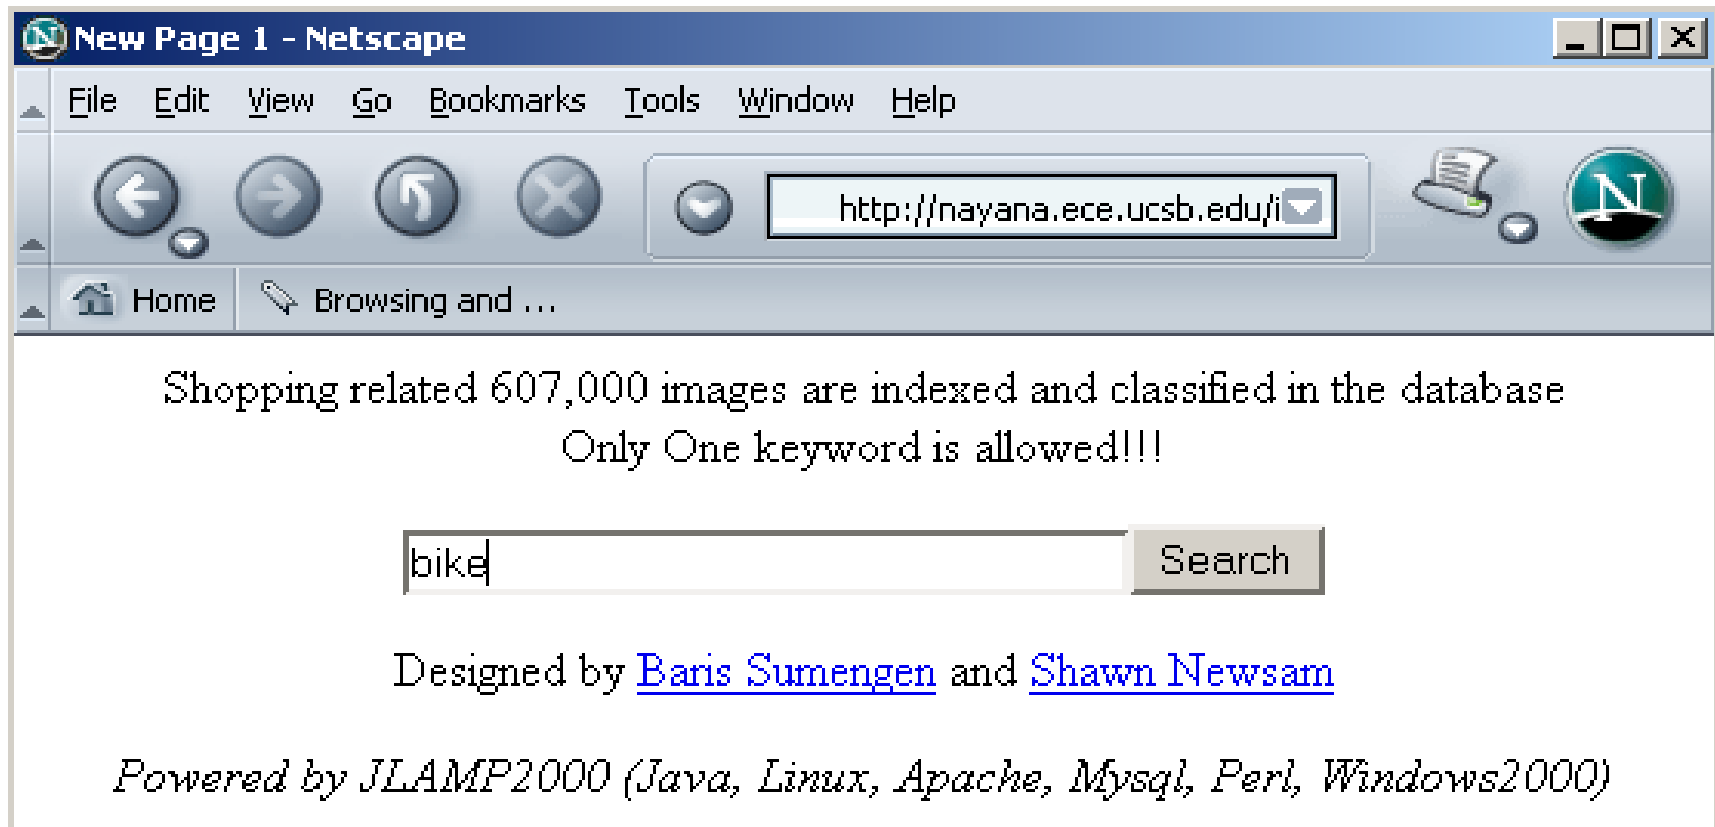 New Page 1 - Netscape
File Edit View Go Bookmarks Tools Window Help
http://nayana.ece.ucsb.edu/i
N
Home Browsing and ...
Shopping related 607,000 images are indexed and classified in the database
Only One keyword is allowed!!!
bike Search
Designed by Baris Sumengen and Shawn Newsam
Powered by JLAMP2000 (Java, Linux, Apache, Mysql, Perl, Windows2000)